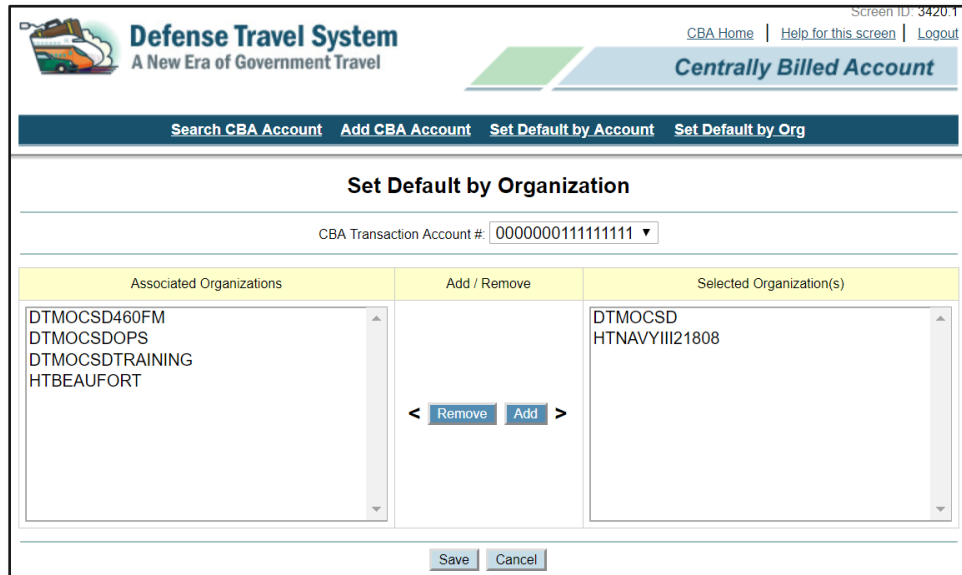 Screen ID: 3420.1
Defense Travel System
A New Era of Government Travel
CBA Home | Help for this screen | Logout
Centrally Billed Account
Search CBA Account Add CBA Account Set Default by Account Set Default by Org
Set Default by Organization
CBA Transaction Account #: 0000000111111111
Associated Organizations Add / Remove Selected Organization(s)
DTMOCSD460FM
DTMOCSDOPS
DTMOCSDTRAINING
HTBEAUFORT
< Remove Add >
DTMOCSD
HTNAVYIII21808
Save Cancel